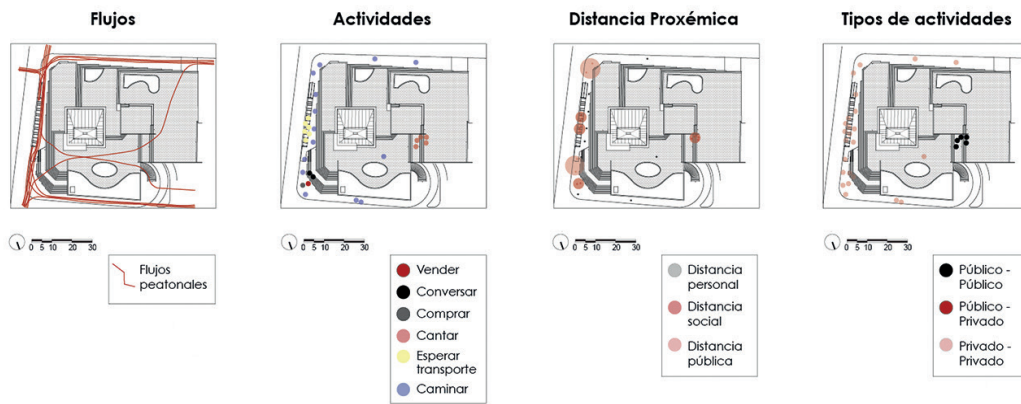 Flujos
Actividades
Distancia Proxémica
Tipos de actividades
0 5 10 20 30
0 5 10 20 30
0 5 10 20 30
0 5 10 20 30
Flujos
peatonales
Vender
Conversar
Comprar
Cantar
Esperar
transporte
Caminar
Distancia
personal
Distancia
social
Distancia
pública
Público -
Público
Público -
Privado
Privado -
Privado